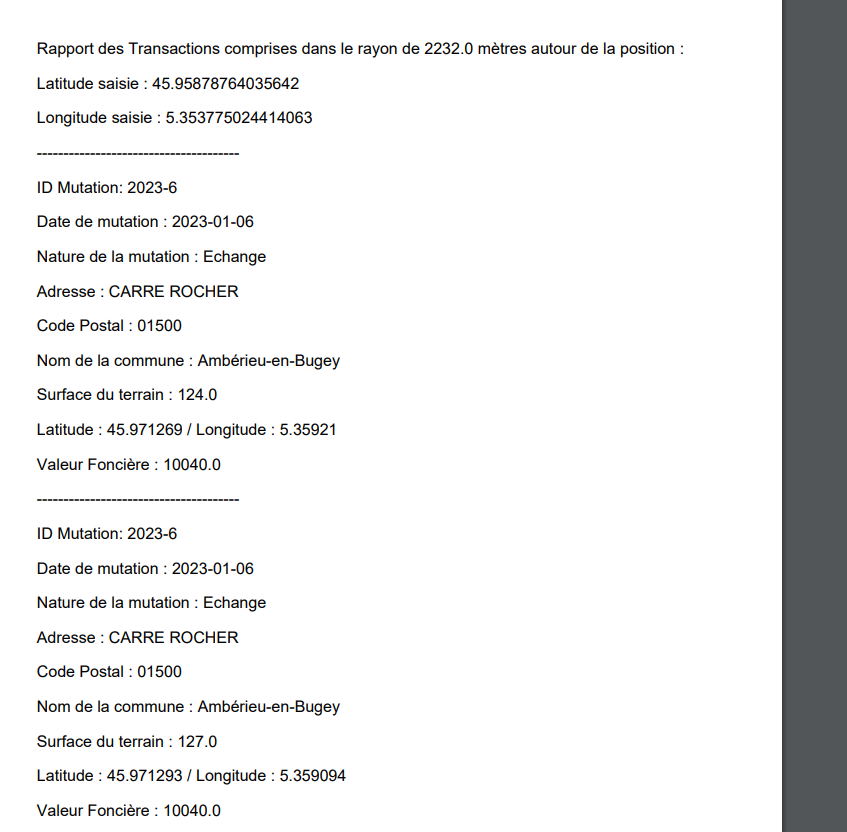 Rapport des Transactions comprises dans le rayon de 2232.0 mètres autour de la position :
Latitude saisie : 45.95878764035642
Longitude saisie : 5.353775024414063
--------------------------------------
ID Mutation: 2023-6
Date de mutation : 2023-01-06
Nature de la mutation : Echange
Adresse : CARRE ROCHER
Code Postal : 01500
Nom de la commune : Ambérieu-en-Bugey
Surface du terrain : 124.0
Latitude : 45.971269 / Longitude : 5.35921
Valeur Foncière : 10040.0
--------------------------------------
ID Mutation: 2023-6
Date de mutation : 2023-01-06
Nature de la mutation : Echange
Adresse : CARRE ROCHER
Code Postal : 01500
Nom de la commune : Ambérieu-en-Bugey
Surface du terrain : 127.0
Latitude : 45.971293 / Longitude : 5.359094
Valeur Foncière : 10040.0